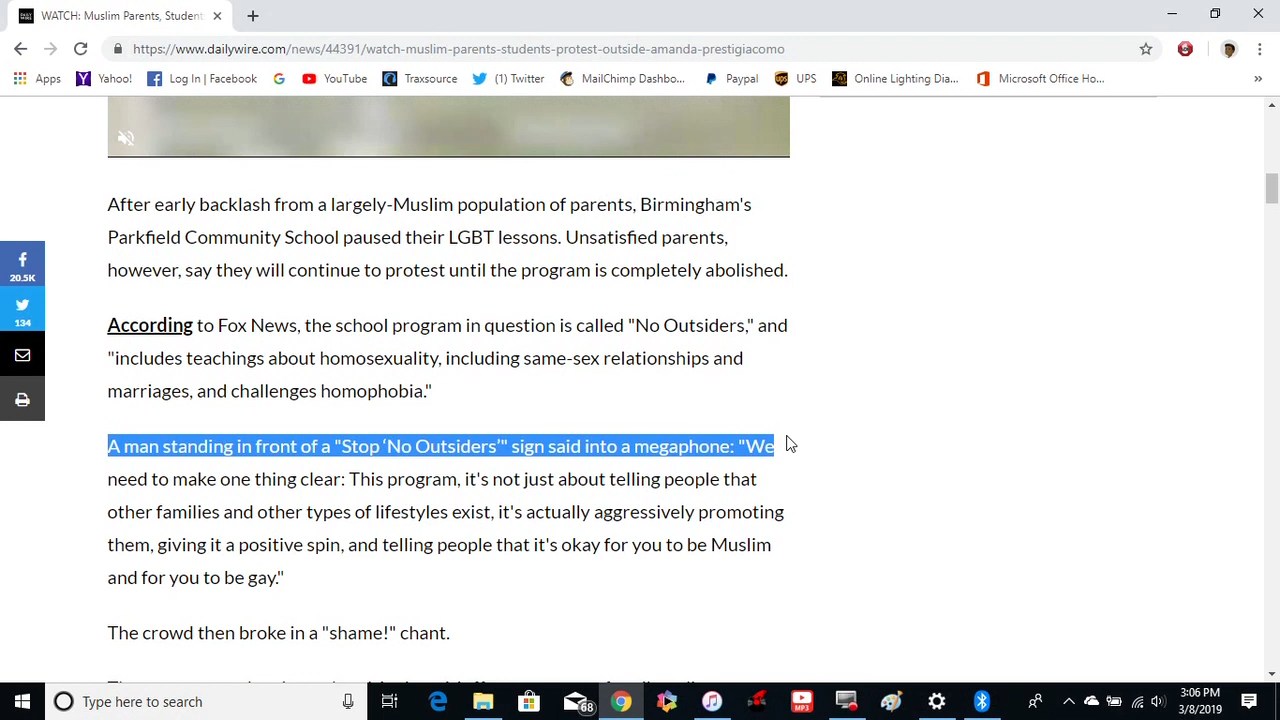 WATCH: Muslim Parents, Student
https://www.dailywire.com/news/44391/watch-muslim-parents-students-protest-outside-amanda-prestigiacomo
Apps Yahoo! Log In | Facebook YouTube Traxsource (1) Twitter MailChimp Dashbo... Paypal UPS Online Lighting Dia... Microsoft Office Ho... »
After early backlash from a largely-Muslim population of parents, Birmingham's
Parkfield Community School paused their LGBT lessons. Unsatisfied parents,
however, say they will continue to protest until the program is completely abolished.
20.5K
134
According to Fox News, the school program in question is called "No Outsiders," and
"includes teachings about homosexuality, including same-sex relationships and
marriages, and challenges homophobia."
A man standing in front of a "Stop ‘No Outsiders’" sign said into a megaphone: "We
need to make one thing clear: This program, it's not just about telling people that
other families and other types of lifestyles exist, it's actually aggressively promoting
them, giving it a positive spin, and telling people that it's okay for you to be Muslim
and for you to be gay."
The crowd then broke in a "shame!" chant.
Type here to search
68
MP3
3:06 PM
3/8/2019